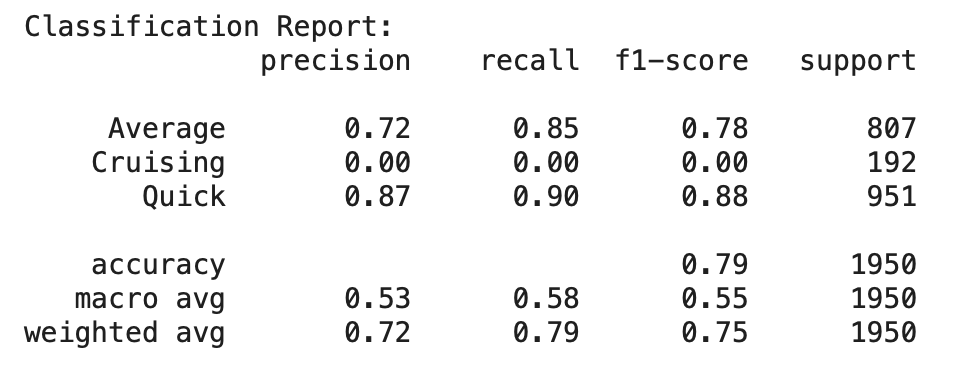 Classification Report:
precision recall f1-score support
Average 0.72 0.85 0.78 807
Cruising 0.00 0.00 0.00 192
Quick 0.87 0.90 0.88 951
accuracy 0.79 1950
macro avg 0.53 0.58 0.55 1950
weighted avg 0.72 0.79 0.75 1950